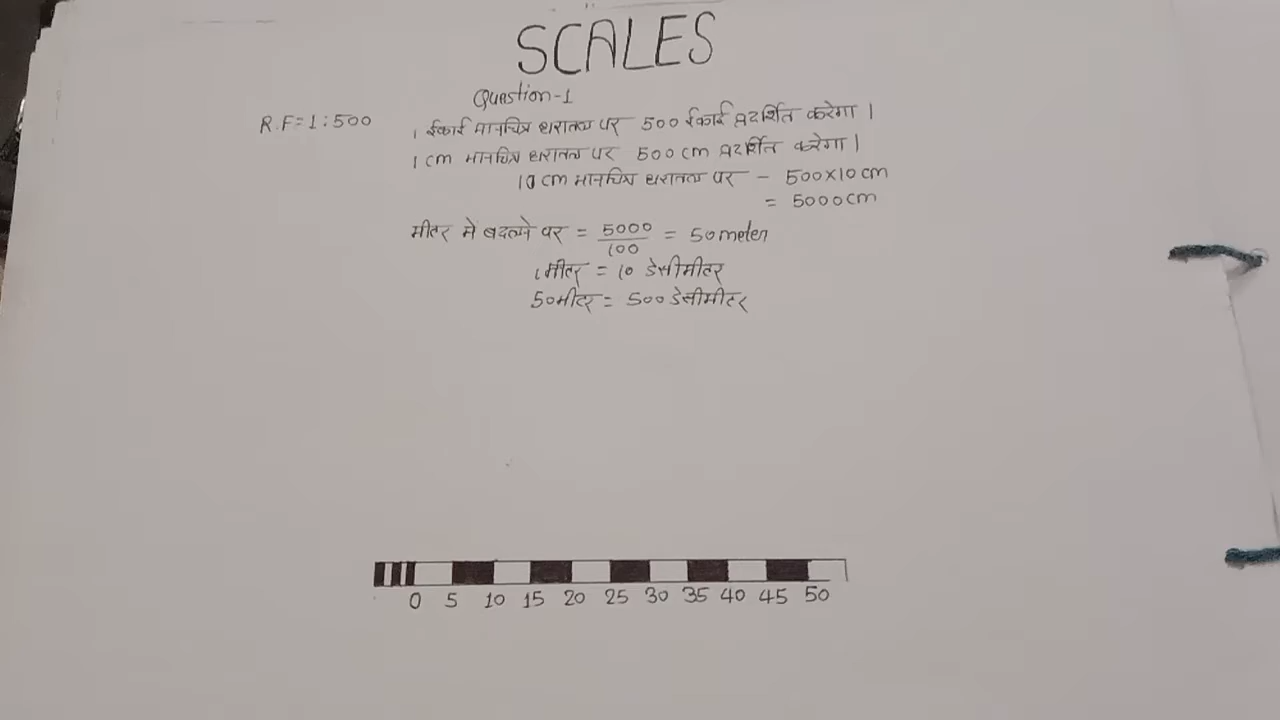 SCALES
Question-1
R.F=1:500
1 ईकाई मानचित्र धरातल पर 500 ईकाई प्रदर्शित करेगा।
1 cm मानचित्र धरातल पर 500 cm प्रदर्शित करेगा।
10 cm मानचित्र धरातल पर - 500×10 cm
= 5000 cm
मीटर में बदलने पर = 5000/100 = 50 meter
1 मीटर = 10 डेसीमीटर
50 मीटर = 500 डेसीमीटर
0 5 10 15 20 25 30 35 40 45 50